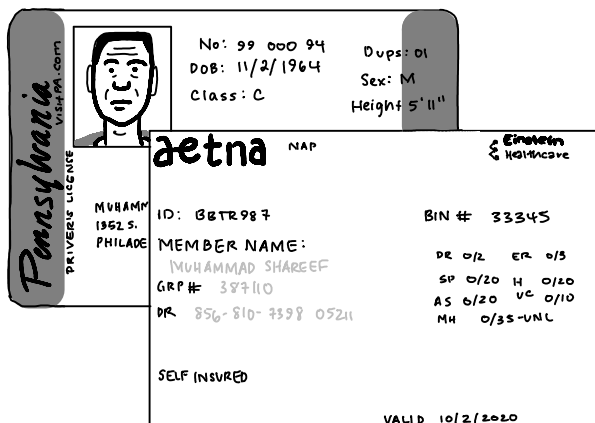 Pennsylvania
VISITPA.com
DRIVER'S LICENCE
No: 99 000 94
DOB: 11/2/1964
Class: C
Dups: 01
Sex: M
Height 5'11"
MUHAMM
1352 S.
PHILADE
aetna
NAP
Einstein
Healthcare
ID: BBTR987
BIN # 33345
MEMBER NAME:
MUHAMMAD SHAREEF
GRP# 387110
DR 856-810-7398 05211
DR 0/2 ER 0/5
SP 0/20 H 0/20
AS 0/20 UC 0/10
MH 0/35-UNL
SELF INSURED
VALID 10/2/2020